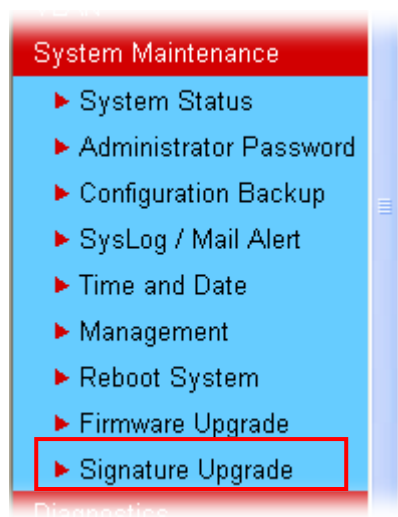 System Maintenance
System Status
Administrator Password
Configuration Backup
SysLog / Mail Alert
Time and Date
Management
Reboot System
Firmware Upgrade
Signature Upgrade
Diagnostics